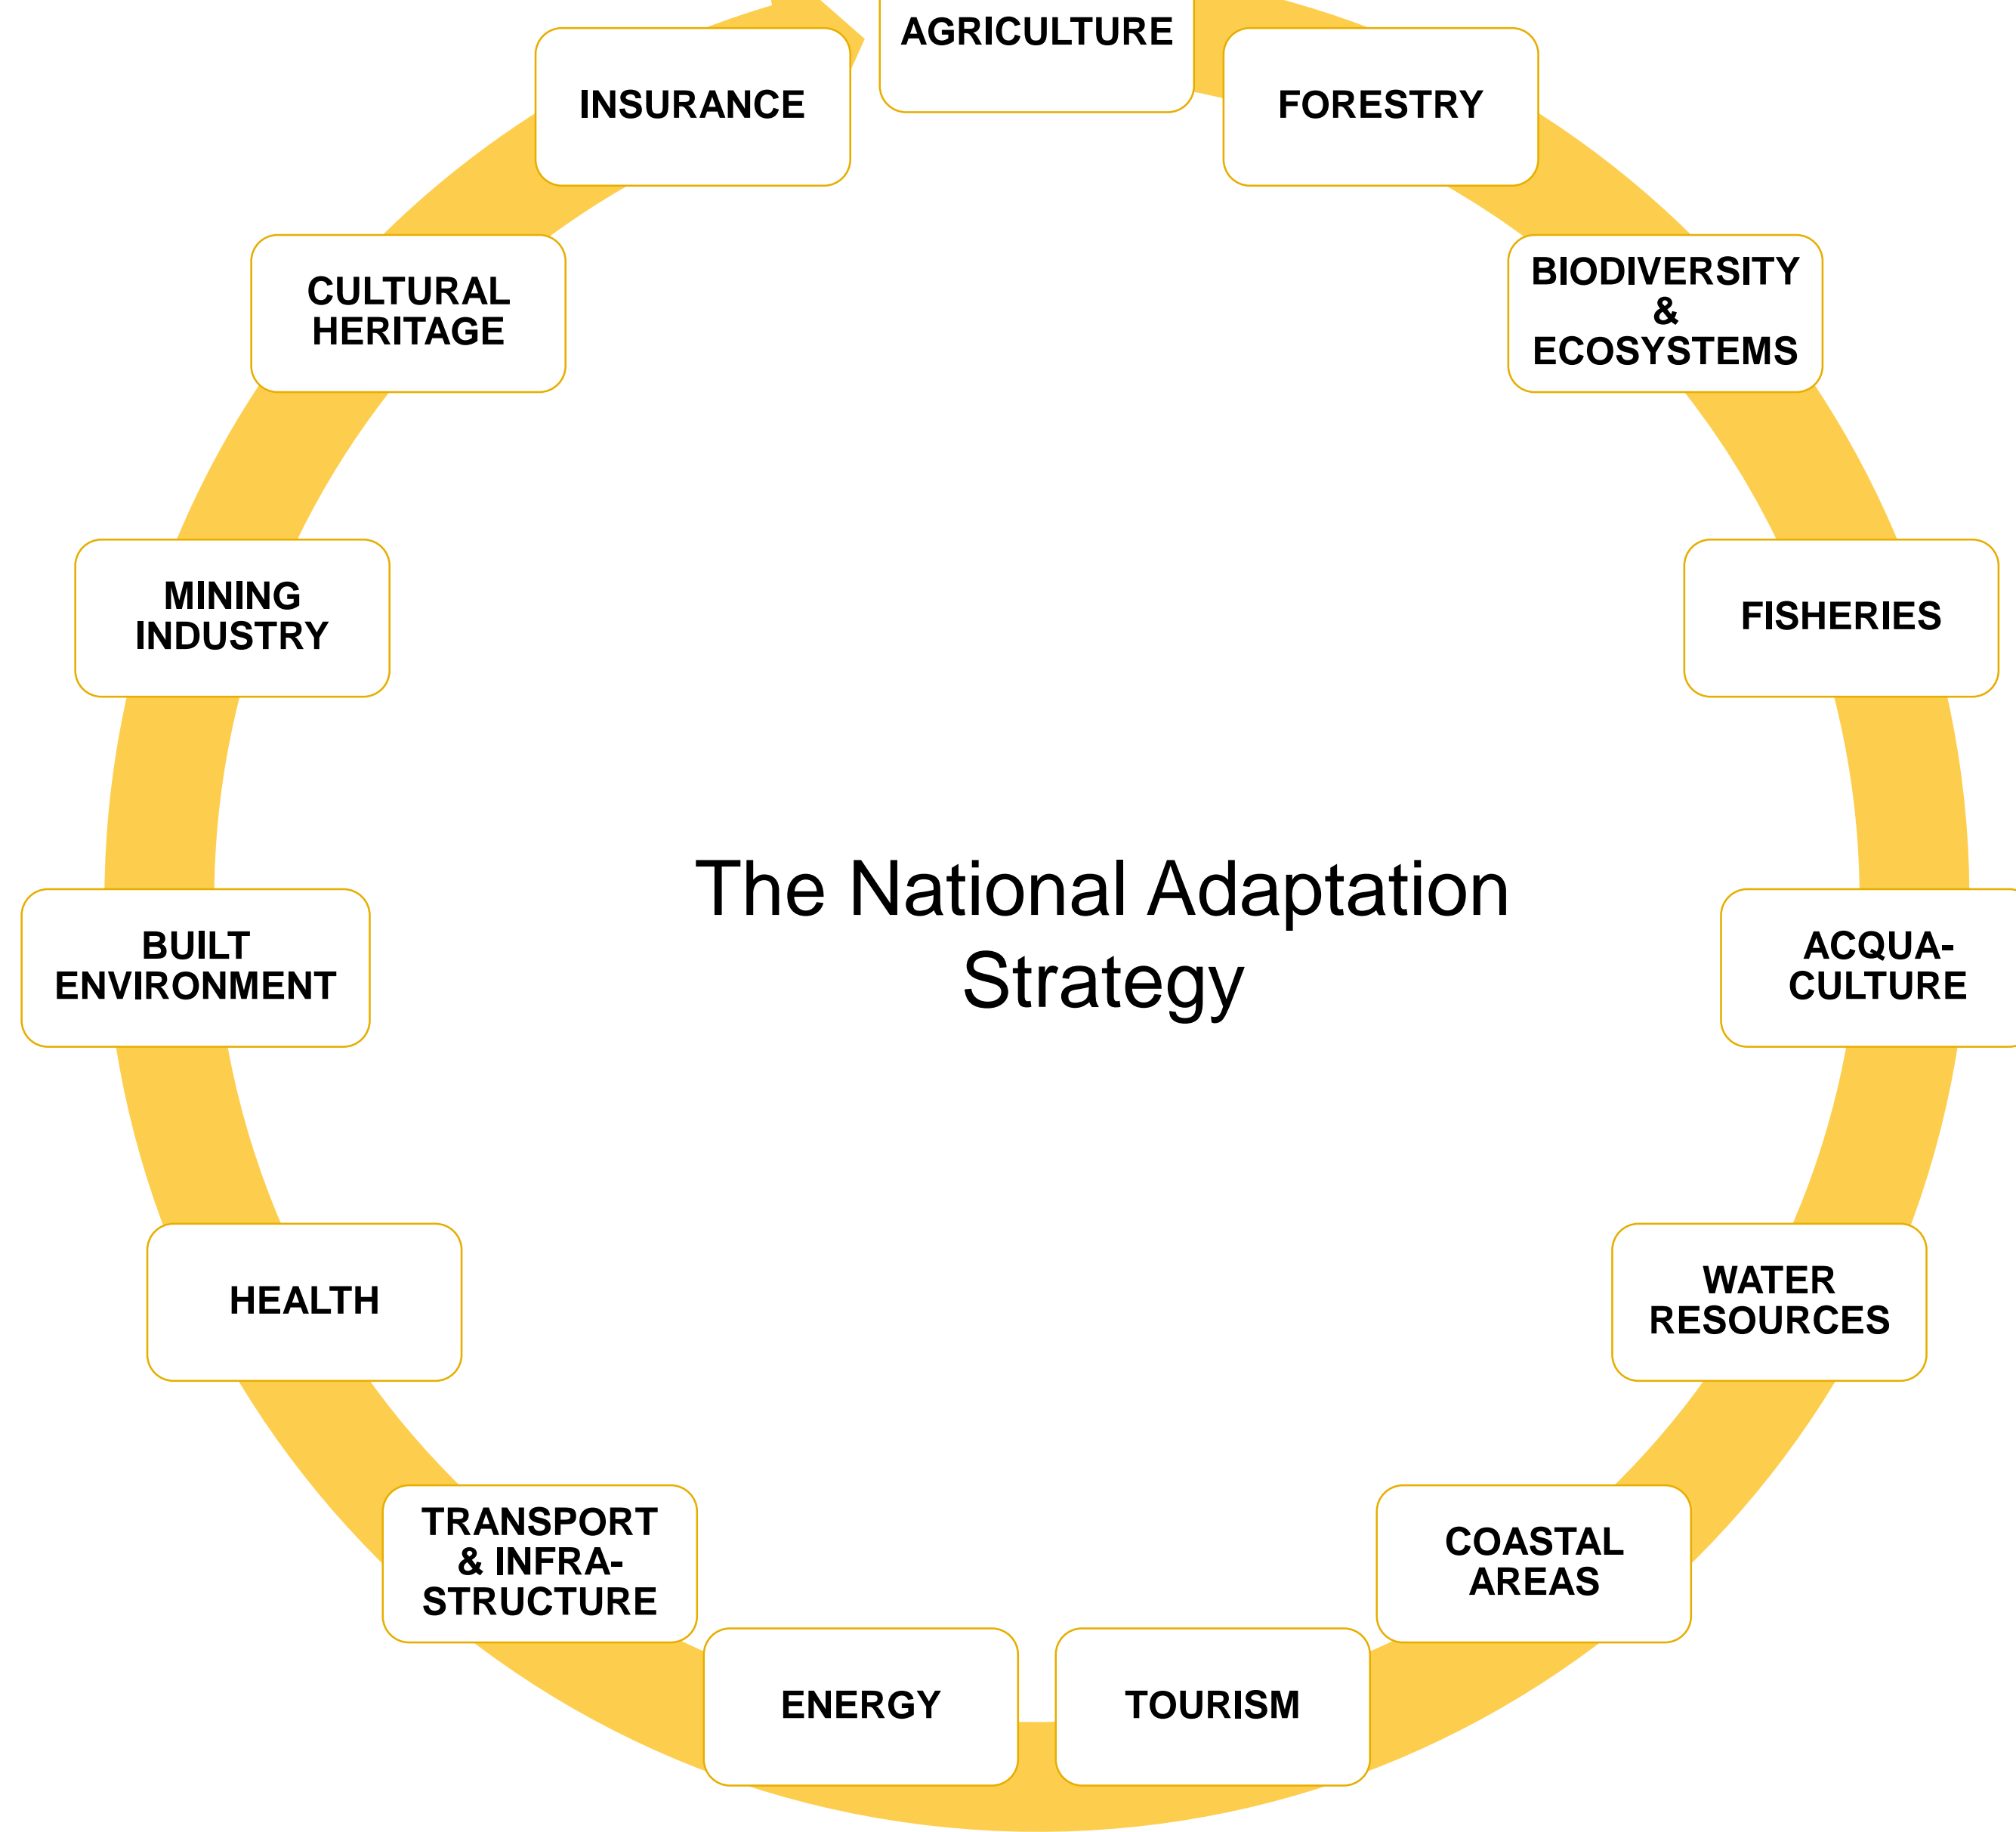 AGRICULTURE
FORESTRY
BIODIVERSITY
&
ECOSYSTEMS
FISHERIES
ACQUA-
CULTURE
WATER
RESOURCES
COASTAL
AREAS
TOURISM
ENERGY
TRANSPORT
& INFRA-
STRUCTURE
HEALTH
BUILT
ENVIRONMENT
MINING
INDUSTRY
CULTURAL
HERITAGE
INSURANCE
The National Adaptation
Strategy